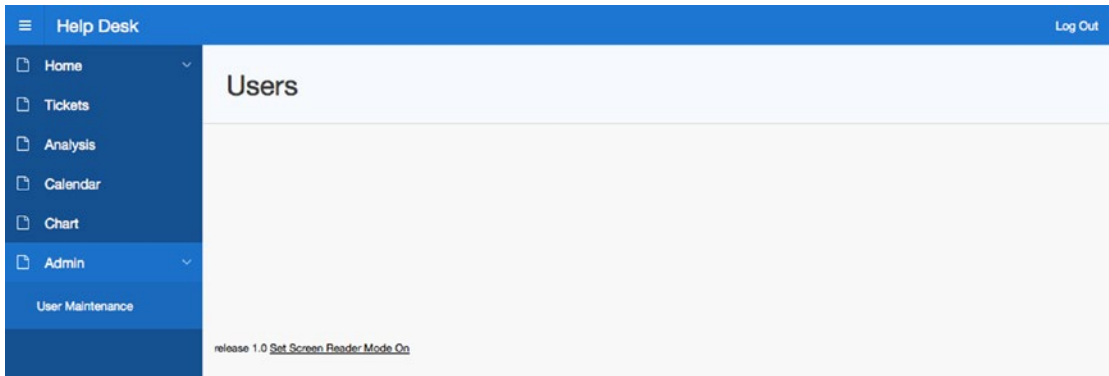 Help Desk
Log Out
Home
Tickets
Analysis
Calendar
Chart
Admin
User Maintenance
Users
release 1.0 Set Screen Reader Mode On